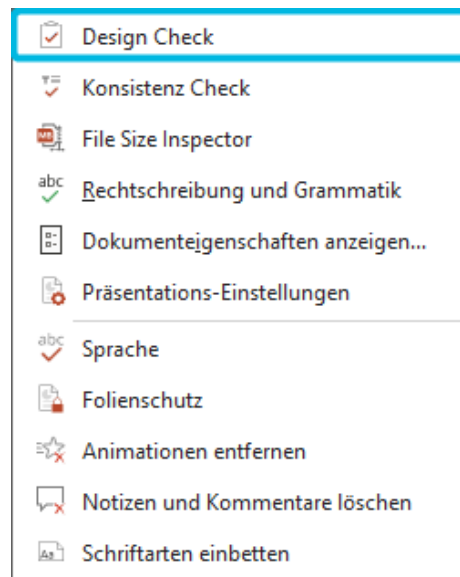 Design Check
Konsistenz Check
File Size Inspector
Rechtschreibung und Grammatik
Dokumenteigenschaften anzeigen...
Präsentations-Einstellungen
Sprache
Folienschutz
Animationen entfernen
Notizen und Kommentare löschen
Schriftarten einbetten